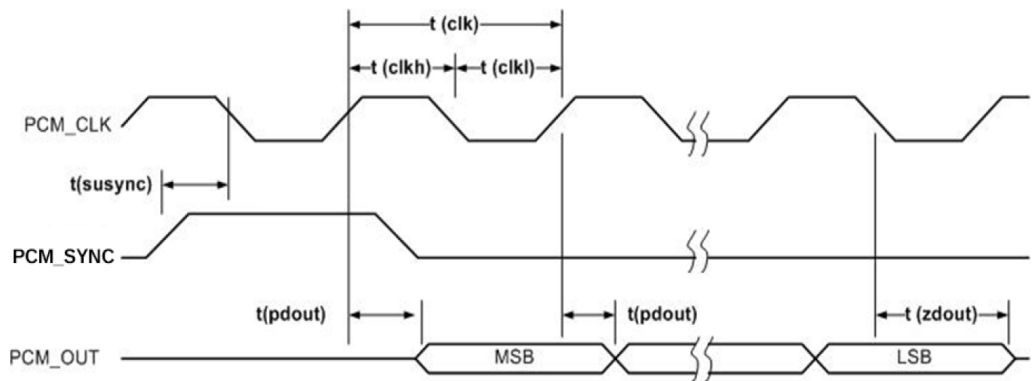 t (clk)
t (clkh)
t (clkl)
PCM_CLK
t(susync)
PCM_SYNC
t(pdout)
t(pdout)
t (zdout)
PCM_OUT
MSB
LSB